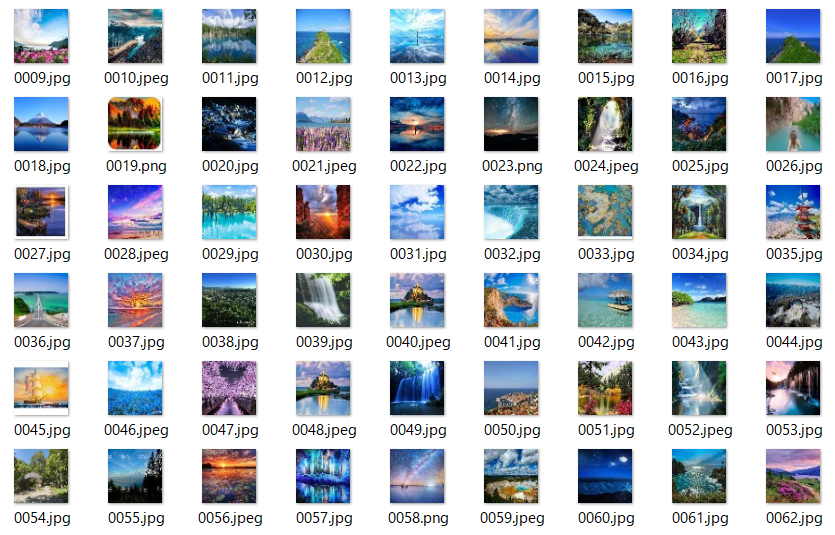 0009.jpg 0010.jpeg 0011.jpg 0012.jpg 0013.jpg 0014.jpg 0015.jpg 0016.jpg 0017.jpg
0018.jpg 0019.png 0020.jpg 0021.jpeg 0022.jpg 0023.png 0024.jpeg 0025.jpg 0026.jpg
0027.jpg 0028.jpeg 0029.jpg 0030.jpg 0031.jpg 0032.jpg 0033.jpg 0034.jpg 0035.jpg
0036.jpg 0037.jpg 0038.jpg 0039.jpg 0040.jpeg 0041.jpg 0042.jpg 0043.jpg 0044.jpg
0045.jpg 0046.jpeg 0047.jpg 0048.jpeg 0049.jpg 0050.jpg 0051.jpg 0052.jpeg 0053.jpg
0054.jpg 0055.jpg 0056.jpeg 0057.jpg 0058.png 0059.jpeg 0060.jpg 0061.jpg 0062.jpg